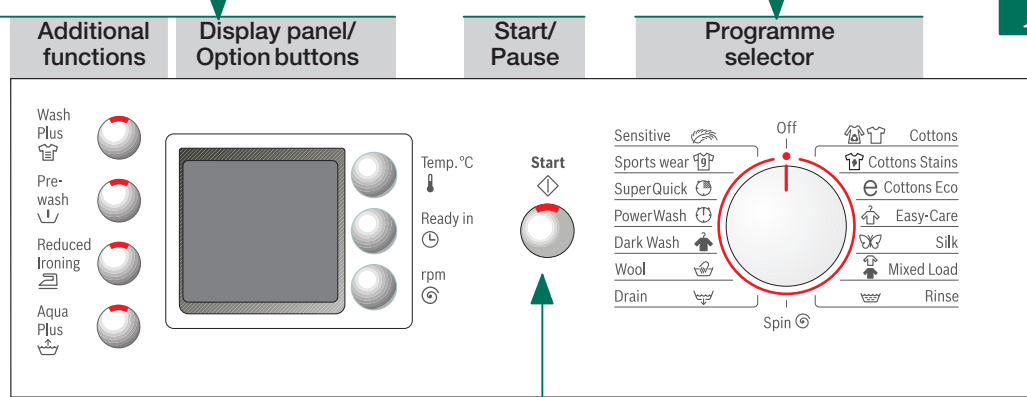 Additional
functions
Display panel/
Option buttons
Start/
Pause
Programme
selector
Wash
Plus
Pre-
wash
Reduced
Ironing
Aqua
Plus
Temp. °C
Ready in
rpm
Start
Off
Sensitive
Sports wear
9
SuperQuick
PowerWash
Dark Wash
Wool
Drain
Cottons
Cottons Stains
e Cottons Eco
Easy-Care
Silk
Mixed Load
Rinse
Spin